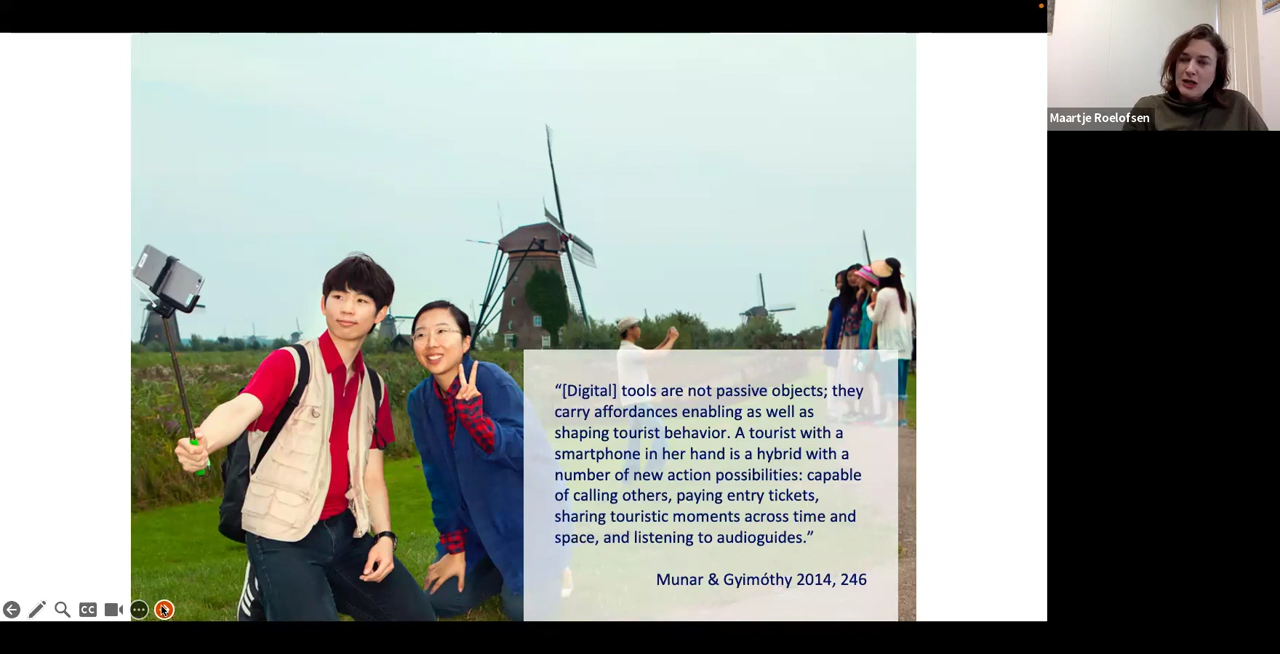 Maartje Roelofsen
“[Digital] tools are not passive objects; they
carry affordances enabling as well as
shaping tourist behavior. A tourist with a
smartphone in her hand is a hybrid with a
number of new action possibilities: capable
of calling others, paying entry tickets,
sharing touristic moments across time and
space, and listening to audioguides.”
Munar & Gyimóthy 2014, 246
CC